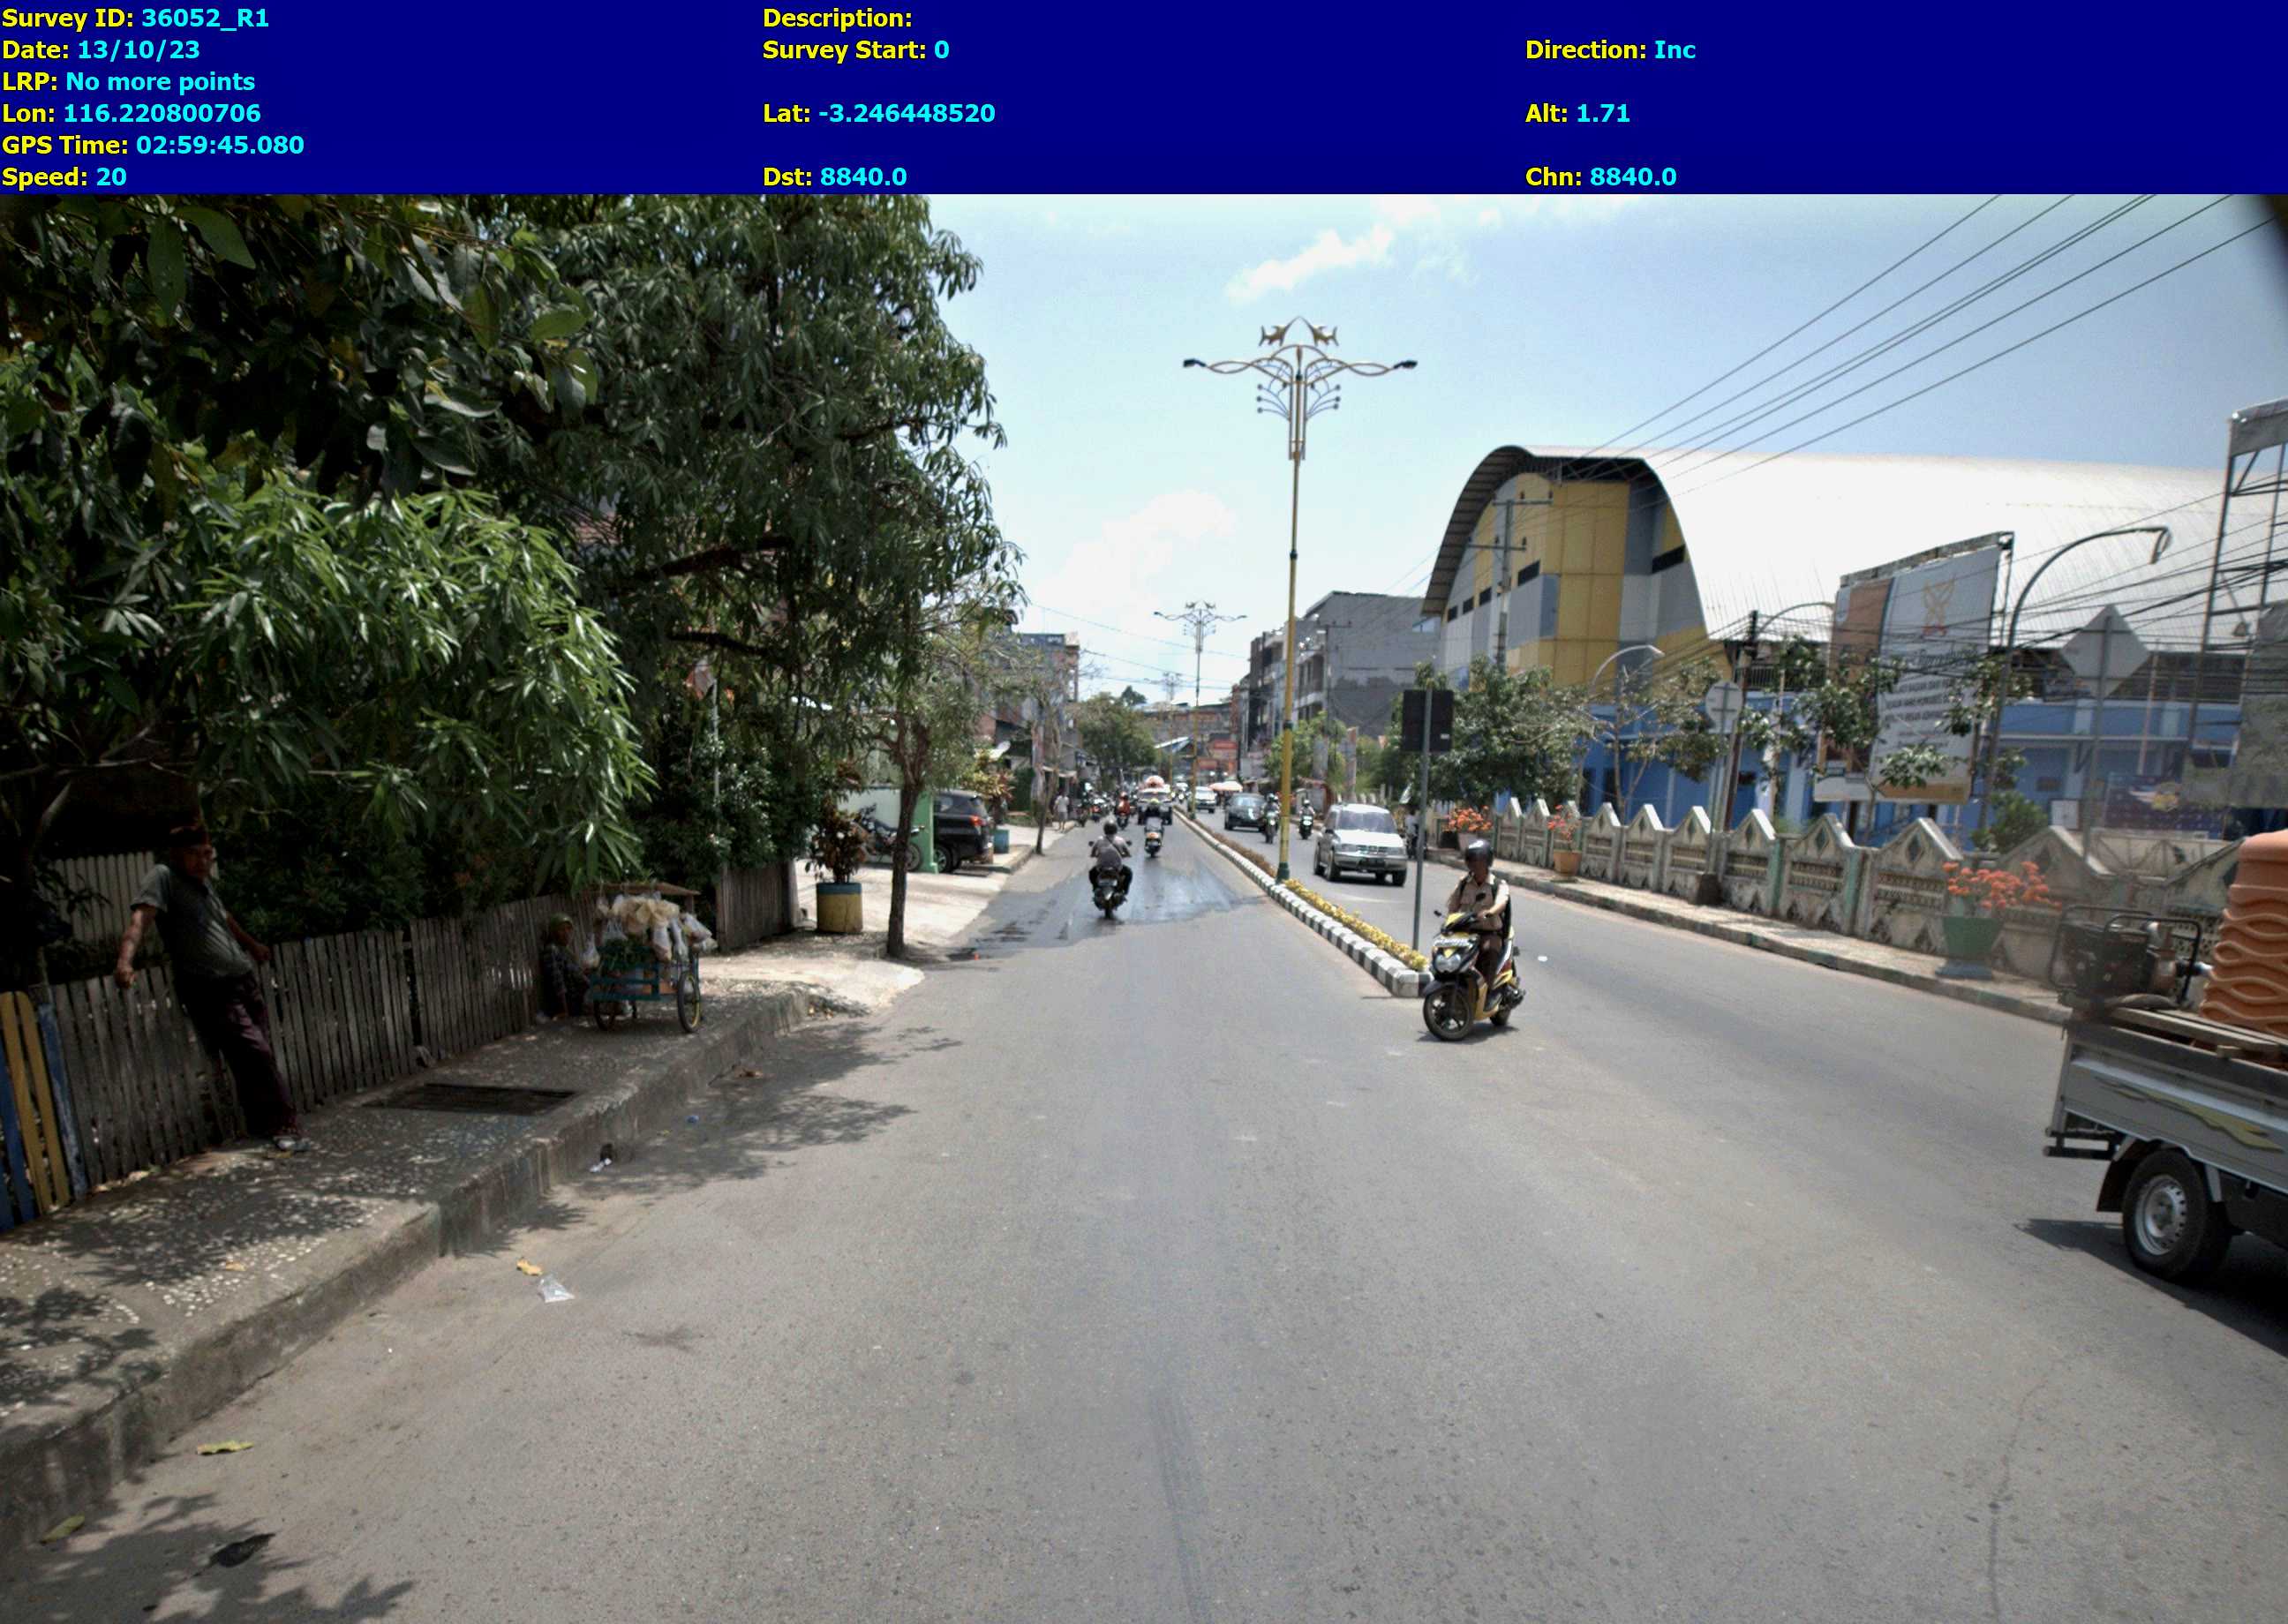 Survey ID: 36052_R1
Description:
Date: 13/10/23
Survey Start: 0
Direction: Inc
LRP: No more points
Lon: 116.220800706
Lat: -3.246448520
Alt: 1.71
GPS Time: 02:59:45.080
Speed: 20
Dst: 8840.0
Chn: 8840.0